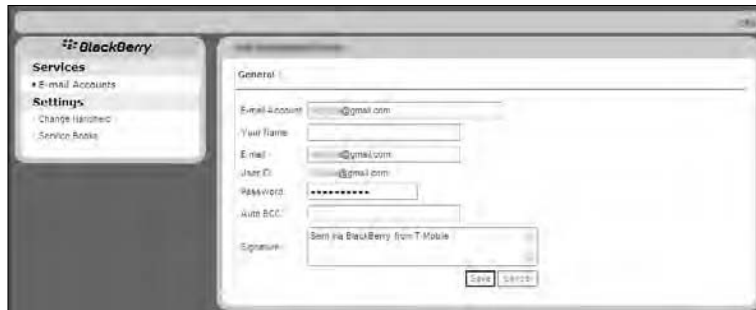 BlackBerry
Services
E-mail Accounts
Settings
Change Handheld
Service Books
General
E-mail Account @gmail.com
Your Name
E-mail @gmail.com
User ID @gmail.com
Password ••••••••••
Auto BCC:
Signature: Sent via BlackBerry from T-Mobile
Save Cancel